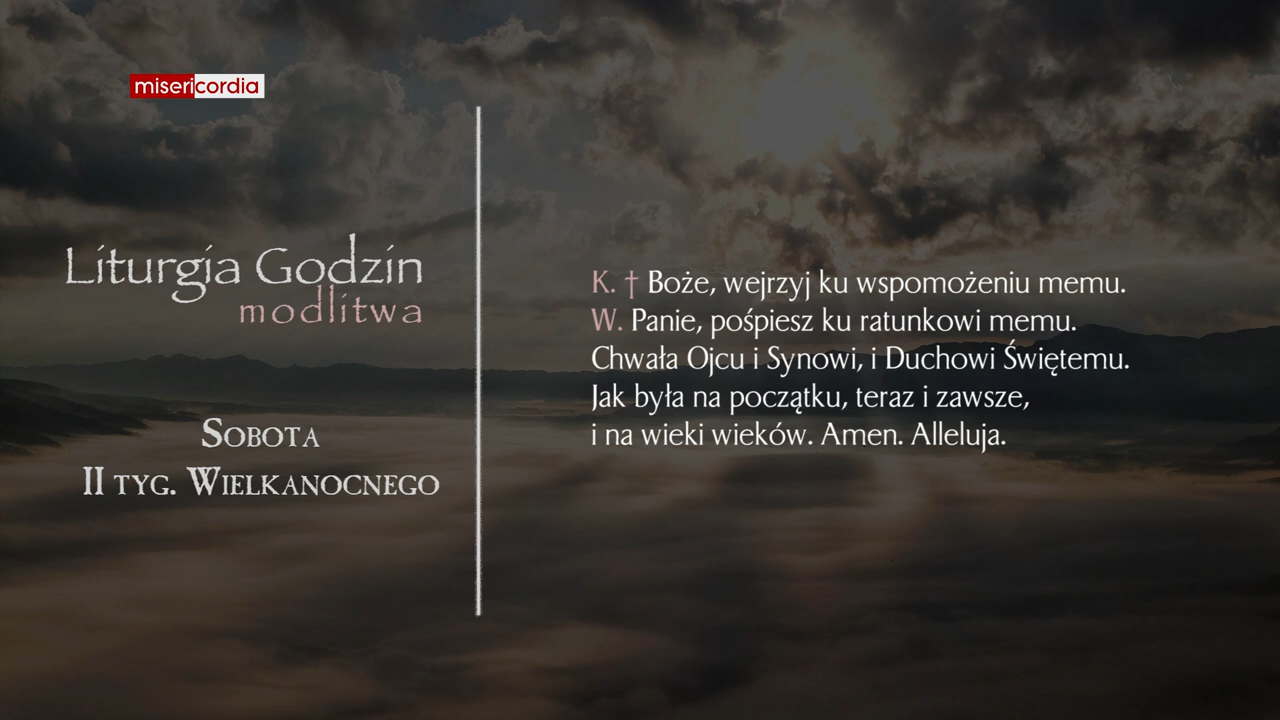 misericordia
Liturgia Godzin
modlitwa
Sobota
II tyg. Wielkanocnego
K. † Boże, wejrzyj ku wspomożeniu memu.
W. Panie, pośpiesz ku ratunkowi memu.
Chwała Ojcu i Synowi, i Duchowi Świętemu.
Jak była na początku, teraz i zawsze,
i na wieki wieków. Amen. Alleluja.